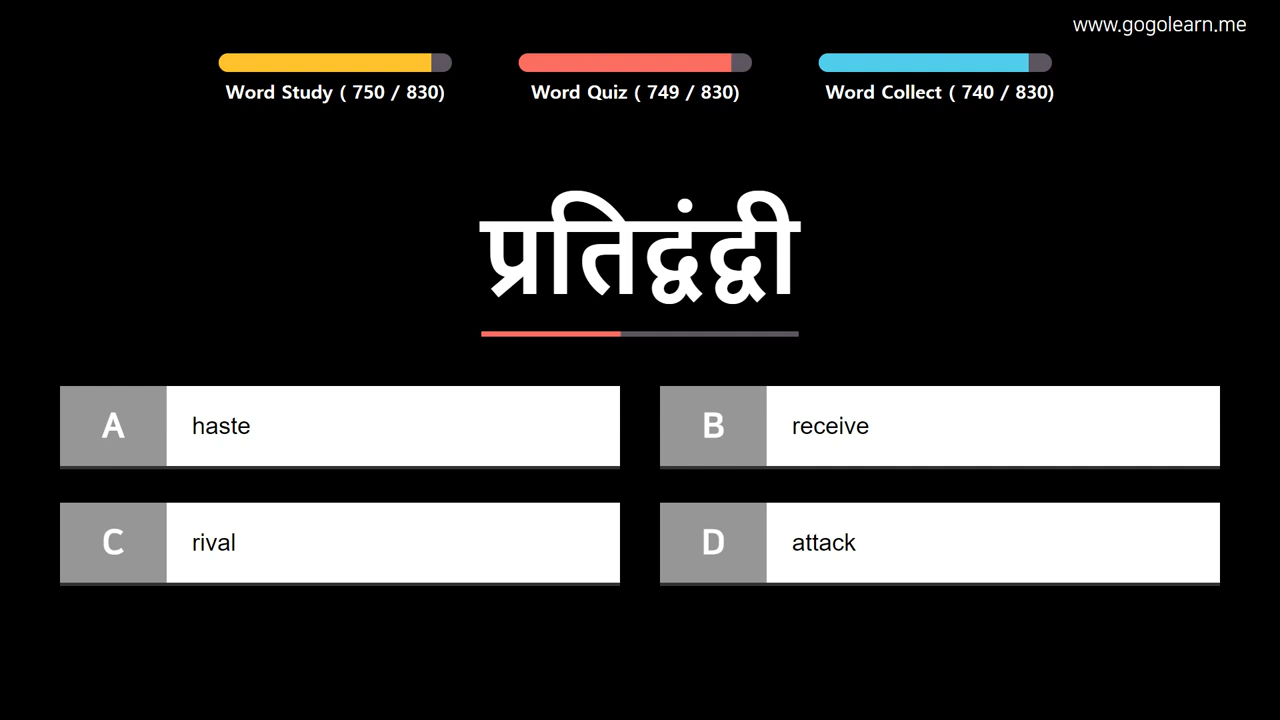 www.gogolearn.me
Word Study ( 750 / 830)
Word Quiz ( 749 / 830)
Word Collect ( 740 / 830)
प्रतिद्वंद्वी
A haste
B receive
C rival
D attack